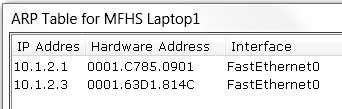 ARP Table for MFHS Laptop1
IP Addres Hardware Address Interface
10.1.2.1 0001.C785.0901 FastEthernet0
10.1.2.3 0001.63D1.814C FastEthernet0